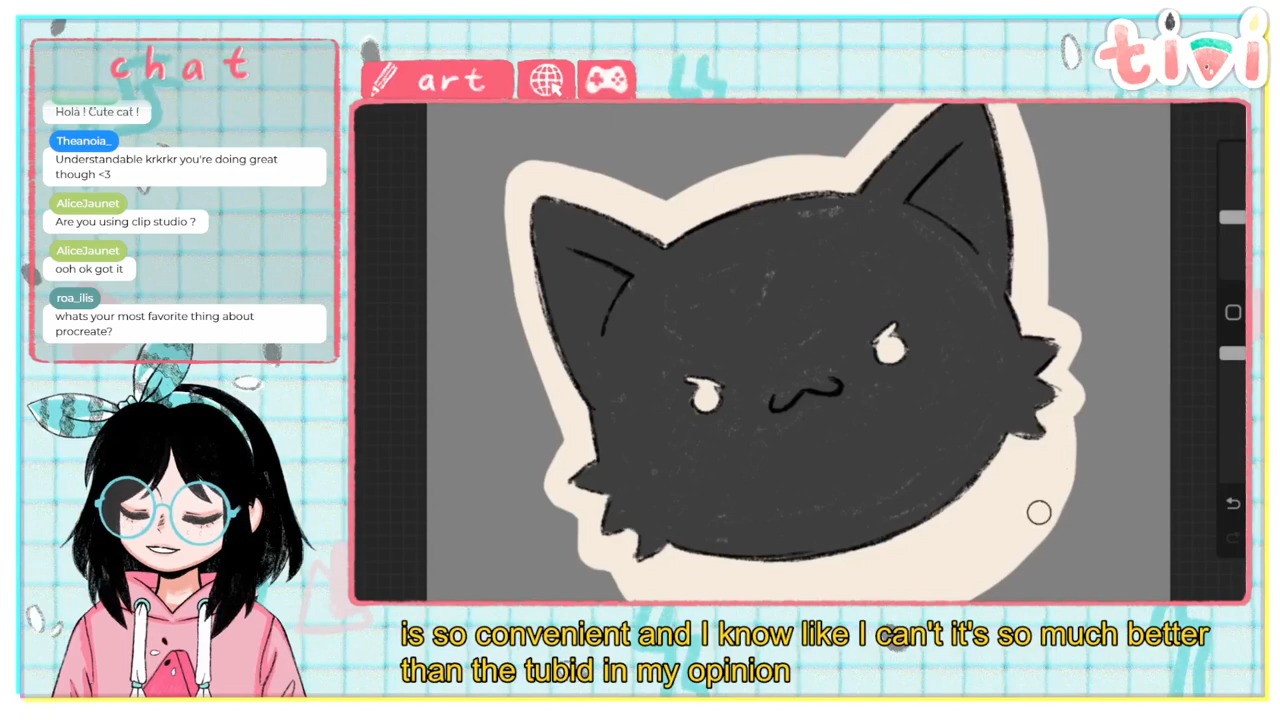 chat
tivi
art
Hola ! Cute cat !
Theanoia_
Understandable krkrkr you're doing great
though <3
AliceJaunet
Are you using clip studio ?
AliceJaunet
ooh ok got it
roa_ilis
whats your most favorite thing about
procreate?
is so convenient and I know like I can't it's so much better
than the tubid in my opinion